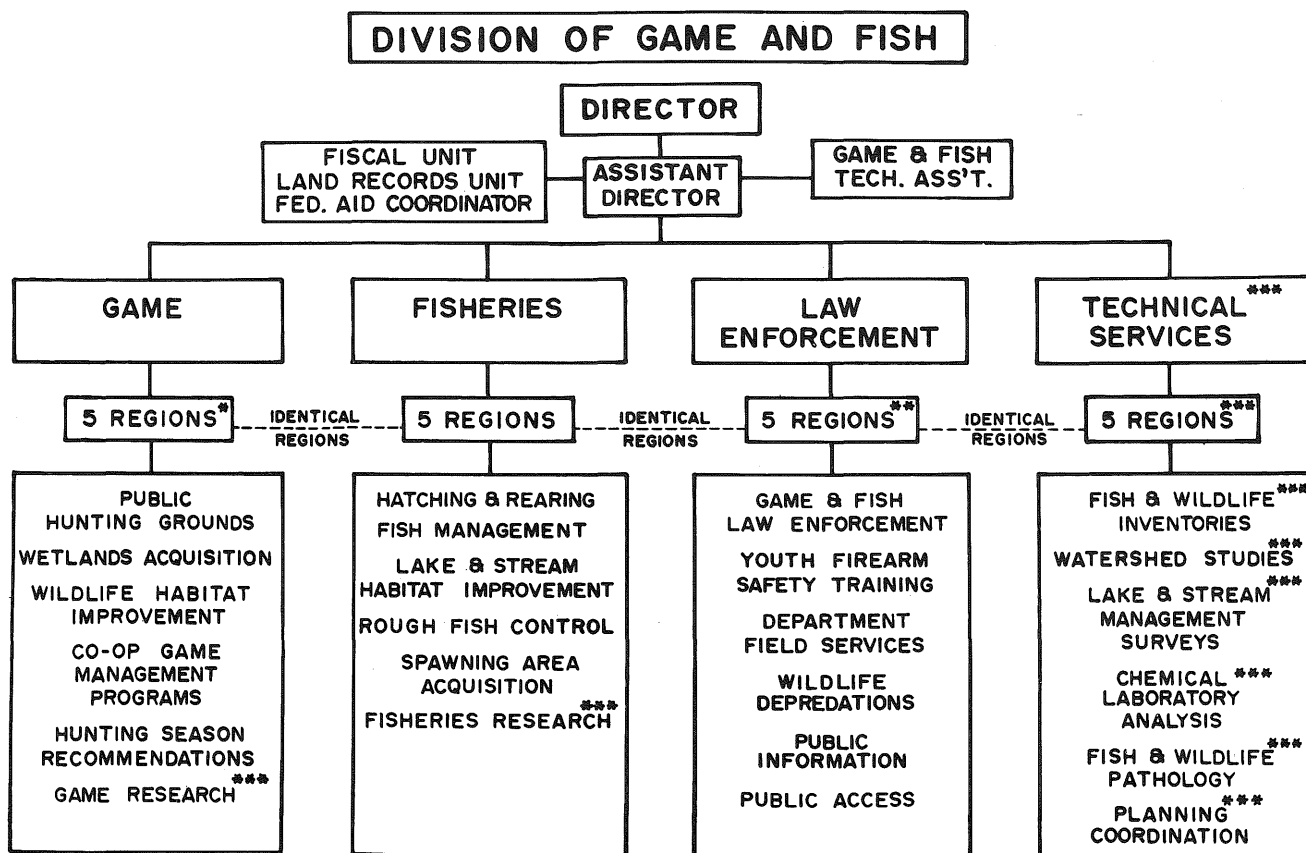 DIVISION OF GAME AND FISH
DIRECTOR
FISCAL UNIT
LAND RECORDS UNIT
FED. AID COORDINATOR
ASSISTANT
DIRECTOR
GAME & FISH
TECH. ASS'T.
GAME
FISHERIES
LAW
ENFORCEMENT
TECHNICAL***
SERVICES
5 REGIONS*
IDENTICAL
REGIONS
5 REGIONS
IDENTICAL
REGIONS
5 REGIONS**
IDENTICAL
REGIONS
5 REGIONS***
PUBLIC
HUNTING GROUNDS
WETLANDS ACQUISITION
WILDLIFE HABITAT
IMPROVEMENT
CO-OP GAME
MANAGEMENT
PROGRAMS
HUNTING SEASON
RECOMMENDATIONS
GAME RESEARCH***
HATCHING & REARING
FISH MANAGEMENT
LAKE & STREAM
HABITAT IMPROVEMENT
ROUGH FISH CONTROL
SPAWNING AREA
ACQUISITION
FISHERIES RESEARCH***
GAME & FISH
LAW ENFORCEMENT
YOUTH FIREARM
SAFETY TRAINING
DEPARTMENT
FIELD SERVICES
WILDLIFE
DEPREDATIONS
PUBLIC
INFORMATION
PUBLIC ACCESS
FISH & WILDLIFE***
INVENTORIES
WATERSHED STUDIES***
LAKE & STREAM***
MANAGEMENT
SURVEYS
CHEMICAL***
LABORATORY
ANALYSIS
FISH & WILDLIFE***
PATHOLOGY
PLANNING***
COORDINATION